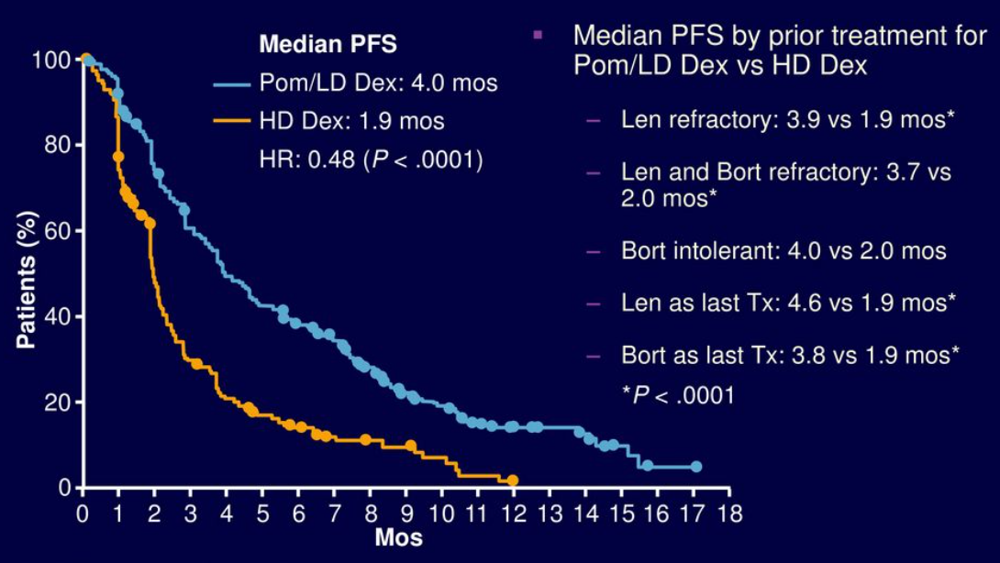 Median PFS
Pom/LD Dex: 4.0 mos
HD Dex: 1.9 mos
HR: 0.48 (P < .0001)
Patients (%)
100
80
60
40
20
0
0 1 2 3 4 5 6 7 8 9 10 11 12 13 14 15 16 17 18
Mos
▪ Median PFS by prior treatment for
Pom/LD Dex vs HD Dex
– Len refractory: 3.9 vs 1.9 mos*
– Len and Bort refractory: 3.7 vs
2.0 mos*
– Bort intolerant: 4.0 vs 2.0 mos
– Len as last Tx: 4.6 vs 1.9 mos*
– Bort as last Tx: 3.8 vs 1.9 mos*
*P < .0001